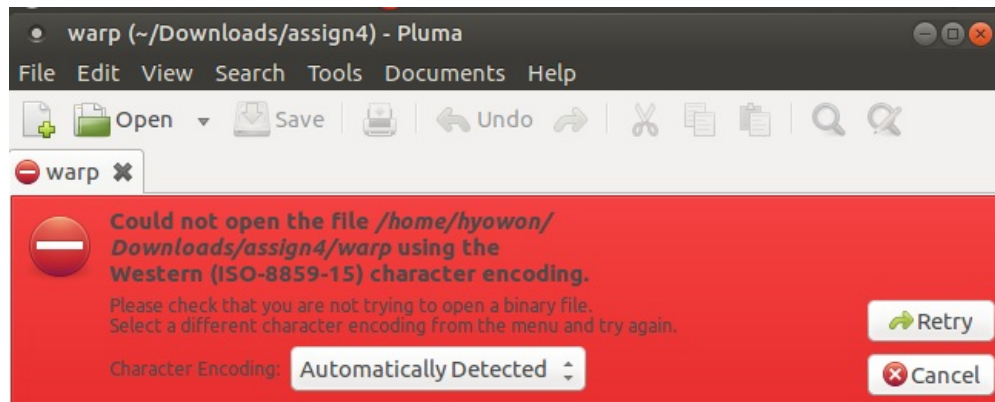 warp (~/Downloads/assign4) - Pluma
File Edit View Search Tools Documents Help
Open Save Undo
warp
Could not open the file /home/hyowon/
Downloads/assign4/warp using the
Western (ISO-8859-15) character encoding.
Please check that you are not trying to open a binary file.
Select a different character encoding from the menu and try again.
Retry
Character Encoding: Automatically Detected
Cancel